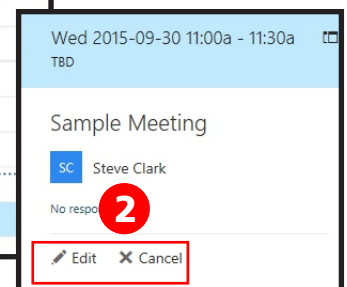 Wed 2015-09-30 11:00a - 11:30a
TBD
Sample Meeting
SC Steve Clark
No respo
2
Edit Cancel